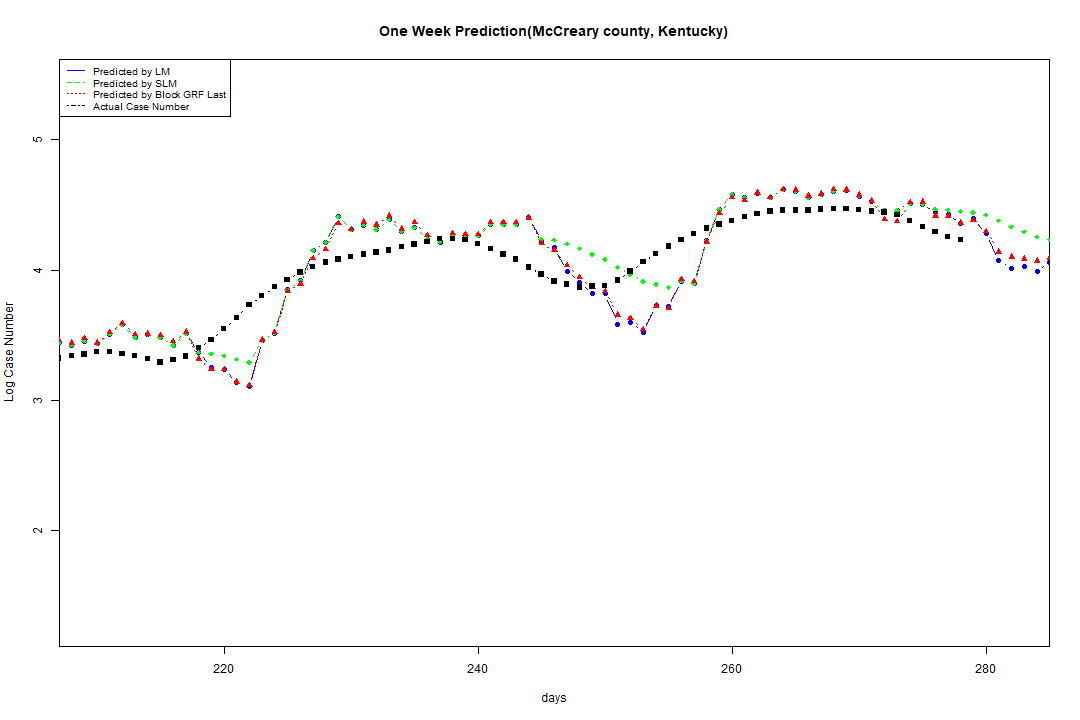 One Week Prediction(McCreary county, Kentucky)
Predicted by LM
Predicted by SLM
Predicted by Block GRF Last
Actual Case Number
5
4
3
2
Log Case Number
220 240 260 280
days